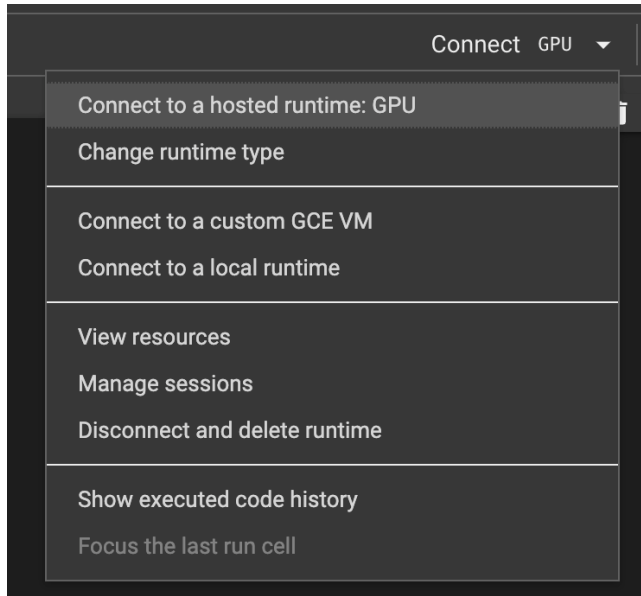 Connect GPU
Connect to a hosted runtime: GPU
Change runtime type
Connect to a custom GCE VM
Connect to a local runtime
View resources
Manage sessions
Disconnect and delete runtime
Show executed code history
Focus the last run cell